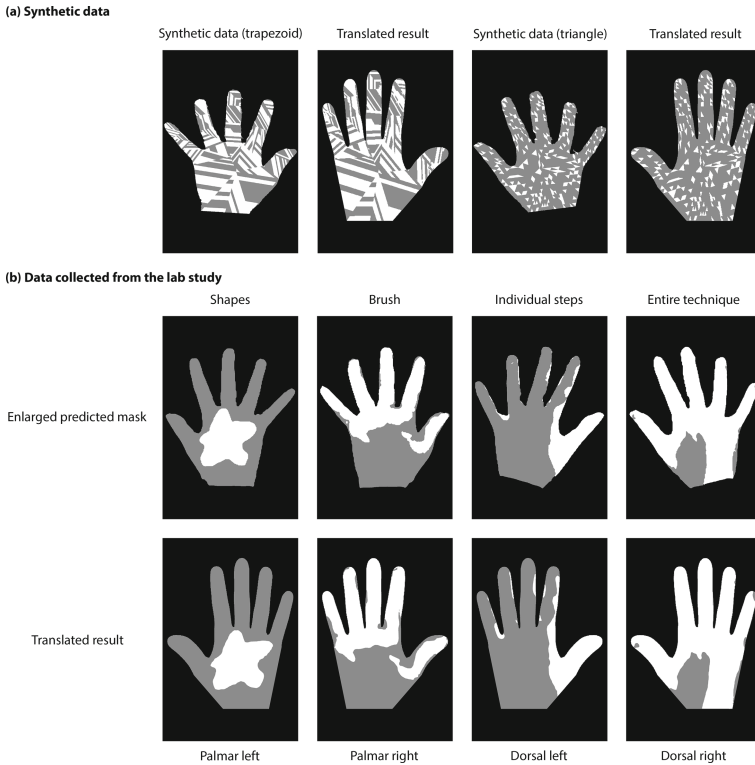 (a) Synthetic data
Synthetic data (trapezoid) Translated result Synthetic data (triangle) Translated result
(b) Data collected from the lab study
Shapes Brush Individual steps Entire technique
Enlarged predicted mask
Translated result
Palmar left Palmar right Dorsal left Dorsal right